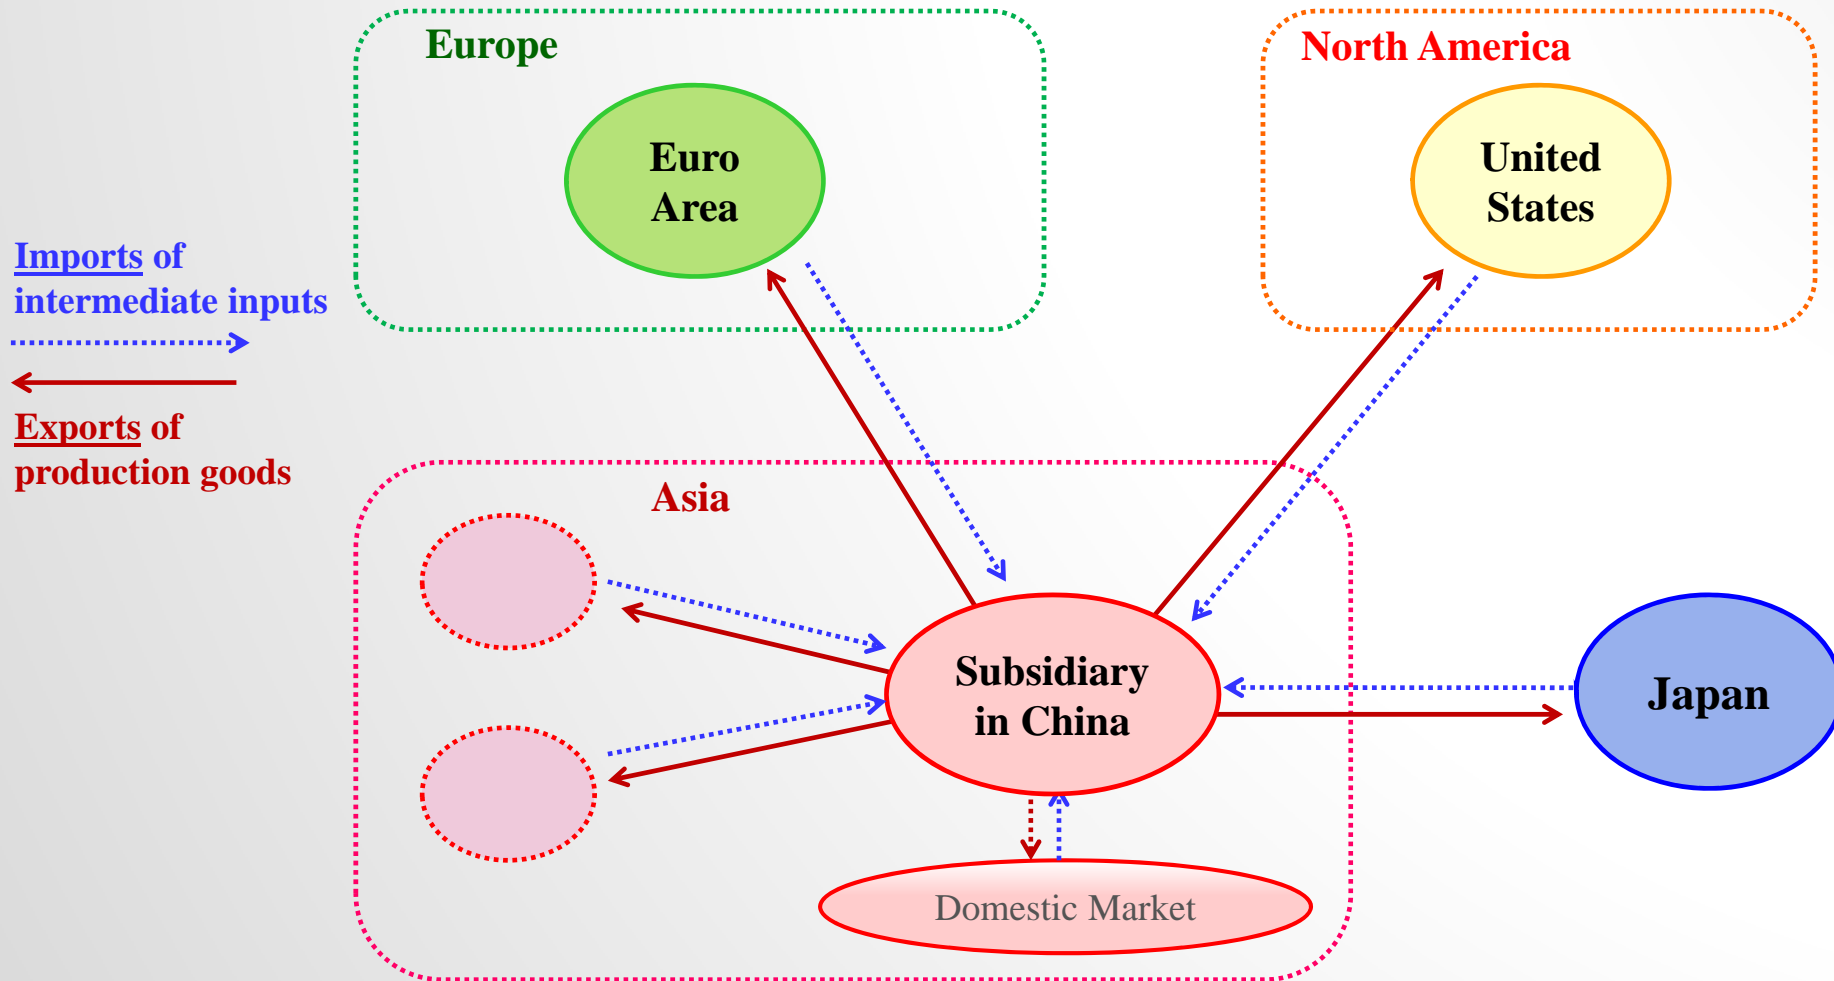 Europe
North America
Euro
Area
United
States
Imports of
intermediate inputs
Exports of
production goods
Asia
Subsidiary
in China
Japan
Domestic Market